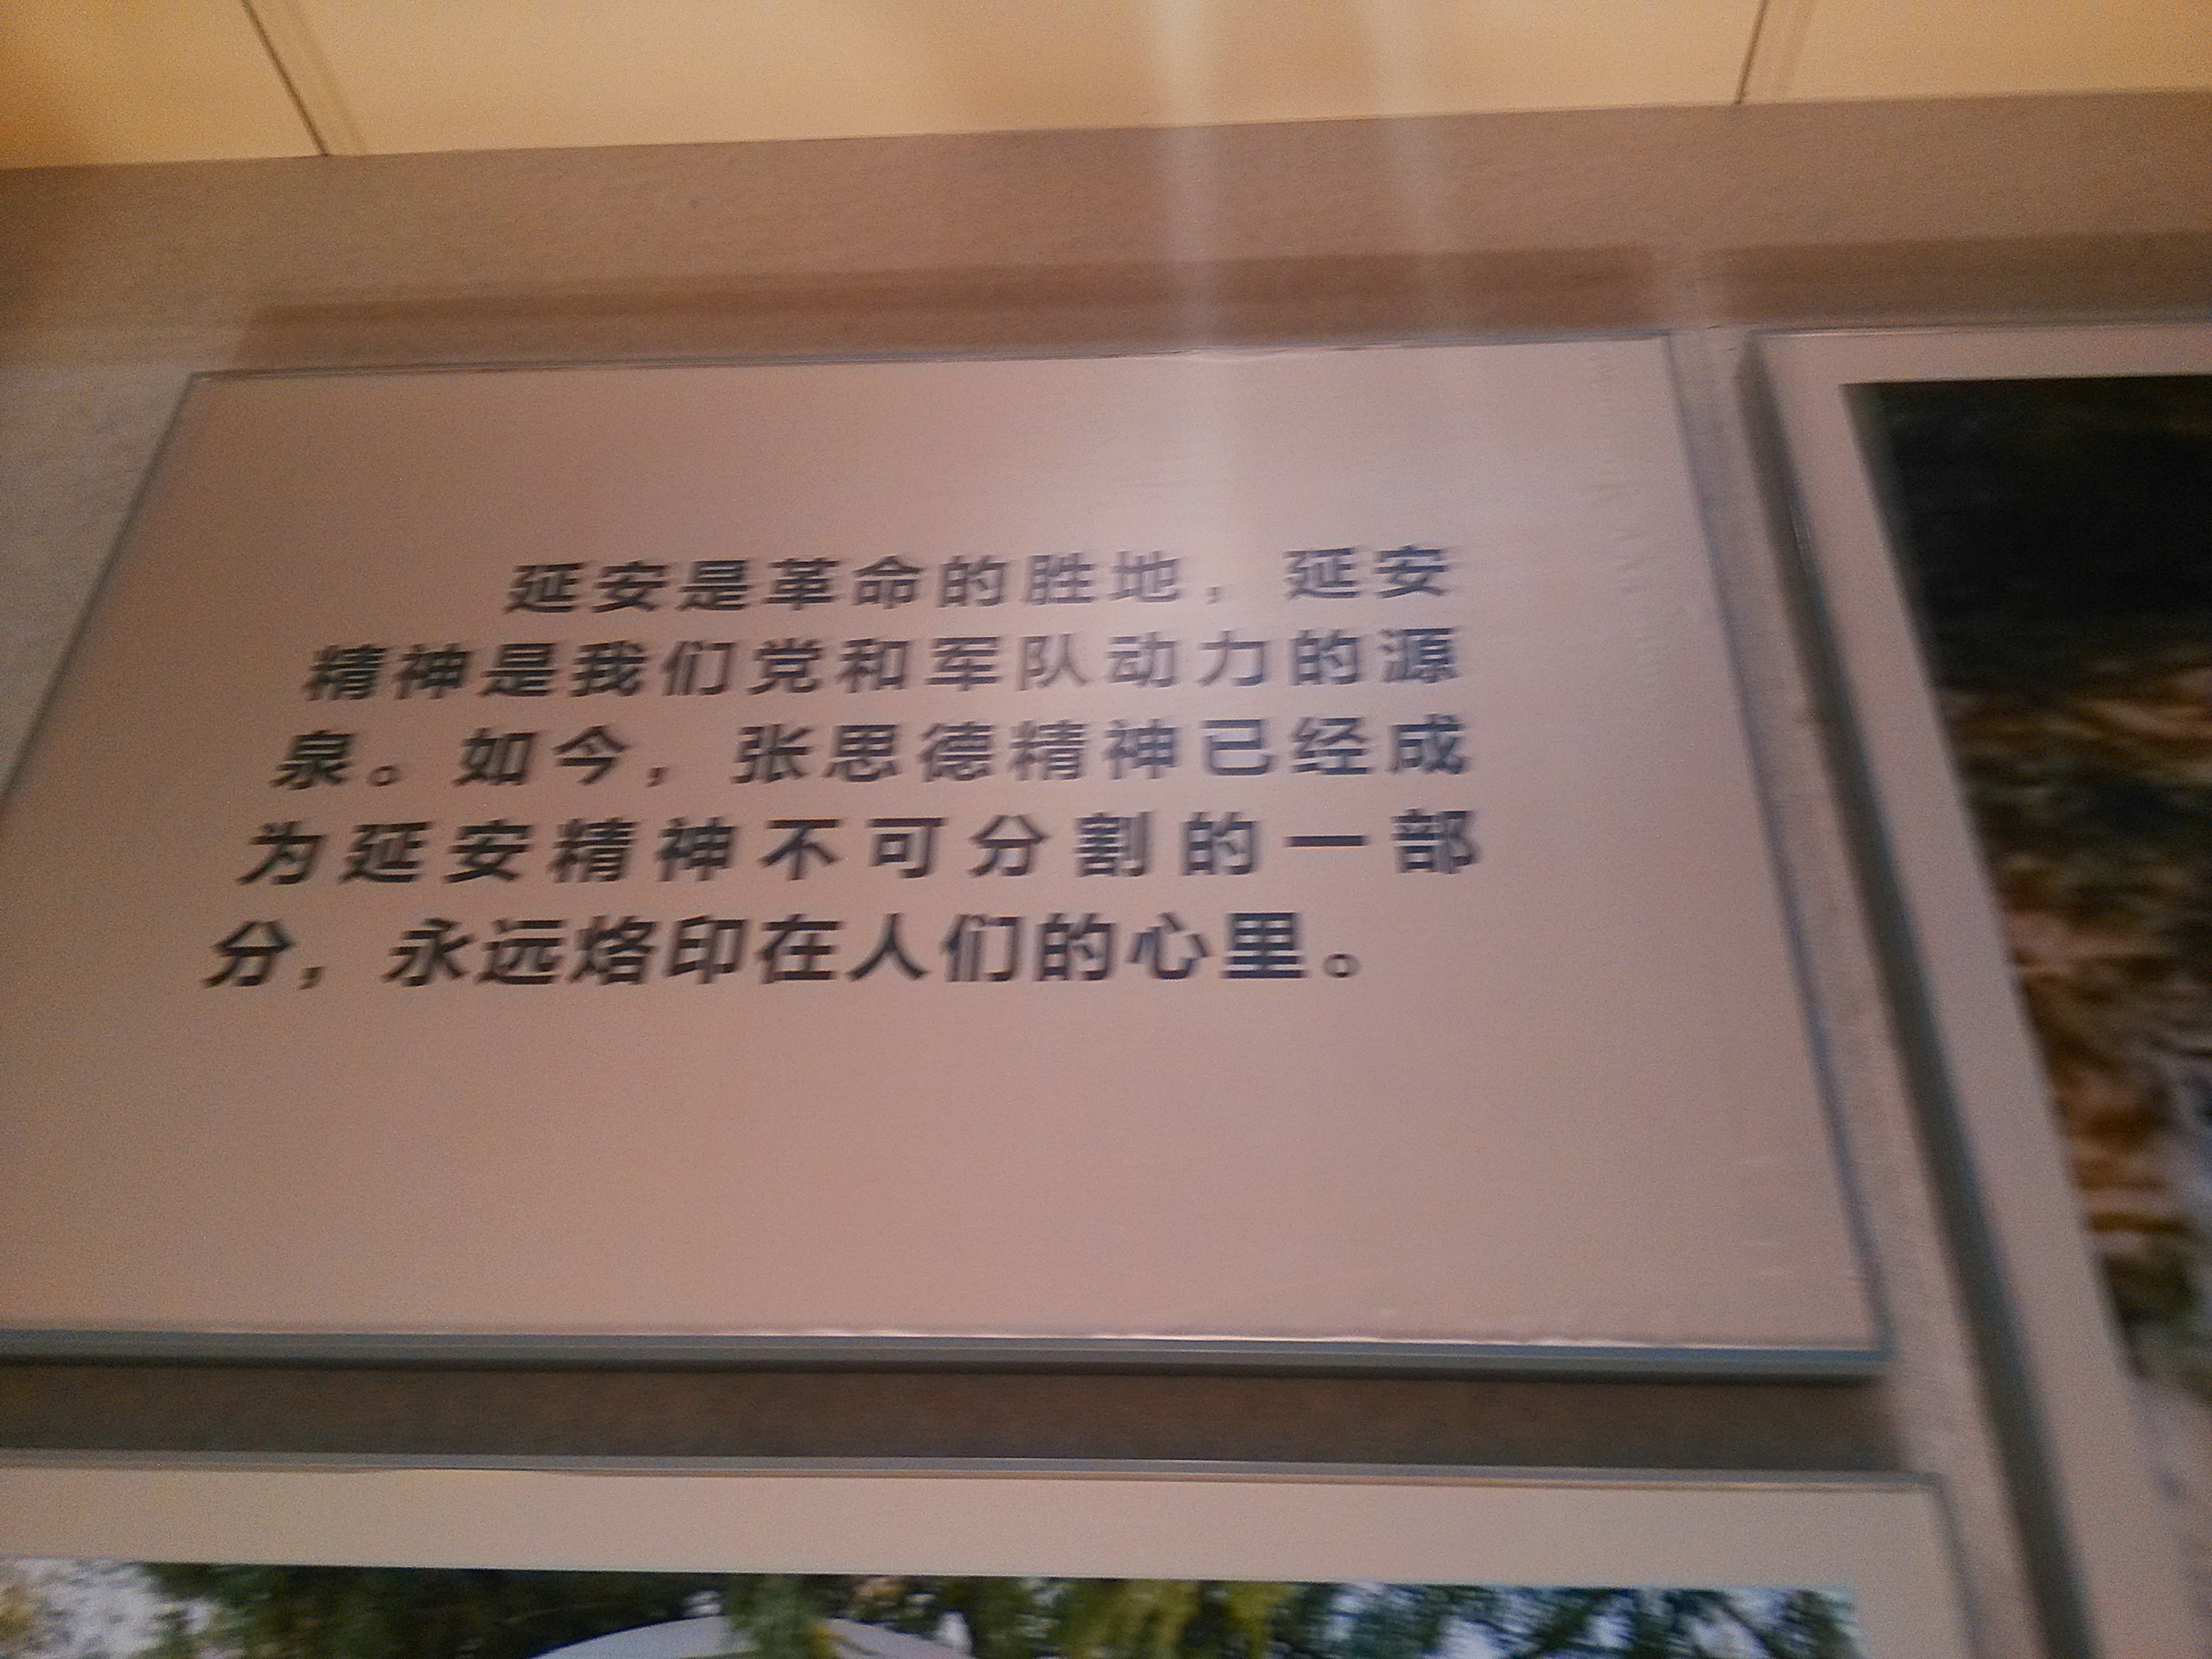 延安是革命的胜地，延安
精神是我们党和军队动力的源
泉。如今，张思德精神已经成
为延安精神不可分割的一部
分，永远烙印在人们的心里。